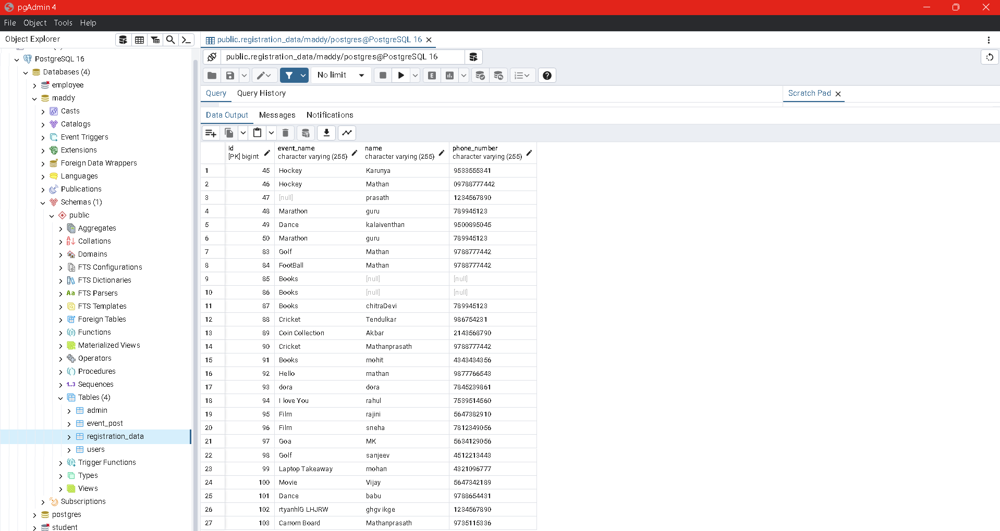 pgAdmin 4
File Object Tools Help
Object Explorer
public.registration_data/maddy/postgres@PostgreSQL 16
PostgreSQL 16
Databases (4)
employee
maddy
Casts
Catalogs
Event Triggers
Extensions
Foreign Data Wrappers
Languages
Publications
Schemas (1)
public
Aggregates
Collations
Domains
FTS Configurations
FTS Dictionaries
Aa FTS Parsers
FTS Templates
Foreign Tables
Functions
Materialized Views
Operators
Procedures
1..3 Sequences
Tables (4)
admin
event_post
registration_data
users
Trigger Functions
Types
Views
Subscriptions
postgres
student
public.registration_data/maddy/postgres@PostgreSQL 16
No limit
E
Query Query History
Scratch Pad
Data Output Messages Notifications
id event_name name phone_number
[PK] bigint character varying (255) character varying (255) character varying (255)
1 45 Hockey Karunya 9533555341
2 46 Hockey Mathan 09788777442
3 47 [null] prasath 1234567890
4 48 Marathon guru 789945123
5 49 Dance kalaiventhan 9500895045
6 50 Marathon guru 789945123
7 83 Golf Mathan 9788777442
8 84 FootBall Mathan 9788777442
9 85 Books [null] [null]
10 86 Books [null] [null]
11 87 Books chitraDevi 789945123
12 88 Cricket Tendulkar 986754231
13 89 Coin Collection Akbar 2143568790
14 90 Cricket Mathanprasath 9788777442
15 91 Books mohit 4343434356
16 92 Hello mathan 9877766543
17 93 dora dora 7845239861
18 94 I love You rahul 7539514560
19 95 Film rajini 5647382910
20 96 Film sneha 7812349056
21 97 Goa MK 5634129056
22 98 Golf sanjeev 4512213443
23 99 Laptop Takeaway mohan 4321096777
24 100 Movie Vijay 5647342189
25 101 Dance babu 9788654431
26 102 rtyanhlG LHJRW ghgv ikge 1234567890
27 103 Carrom Board Mathanprasath 9735115336